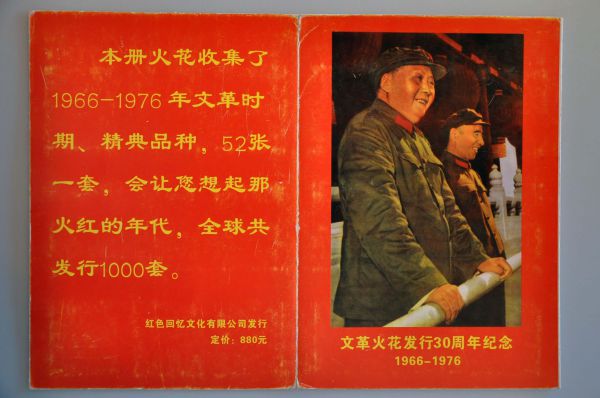 本册火花收集了
1966-1976年文革时
期、精典品种，52张
一套，会让您想起那
火红的年代，全球共
发行1000套。
红色回忆文化有限公司发行
定价：880元
文革火花发行30周年纪念
1966-1976